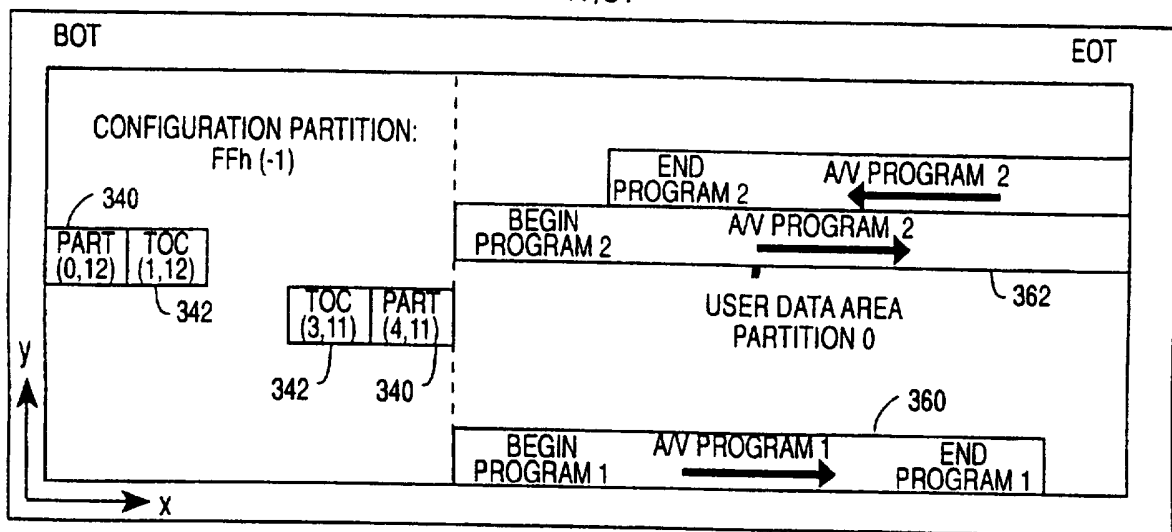 BOT
EOT
CONFIGURATION PARTITION:
FFh (-1)
340
PART
(0,12)
TOC
(1,12)
342
TOC
(3,11)
PART
(4,11)
342
340
END
PROGRAM 2
A/V PROGRAM 2
BEGIN
PROGRAM 2
A/V PROGRAM 2
362
USER DATA AREA
PARTITION 0
360
BEGIN
PROGRAM 1
A/V PROGRAM 1
END
PROGRAM 1
y
x